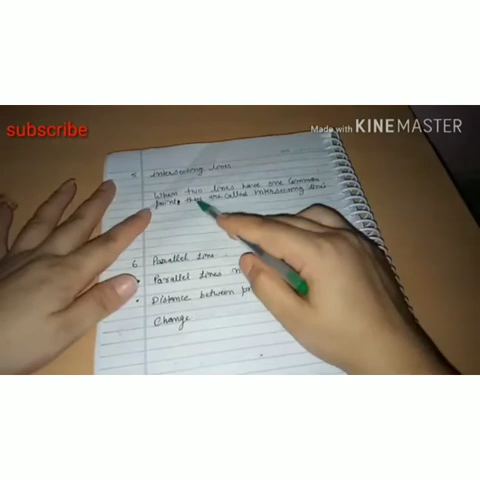 subscribe
Made with KINEMASTER
5. Intersecting lines
When two lines have one common
point, they are called intersecting lines
6. Parallel Line.
• Parallel lines
• Distance between
Change